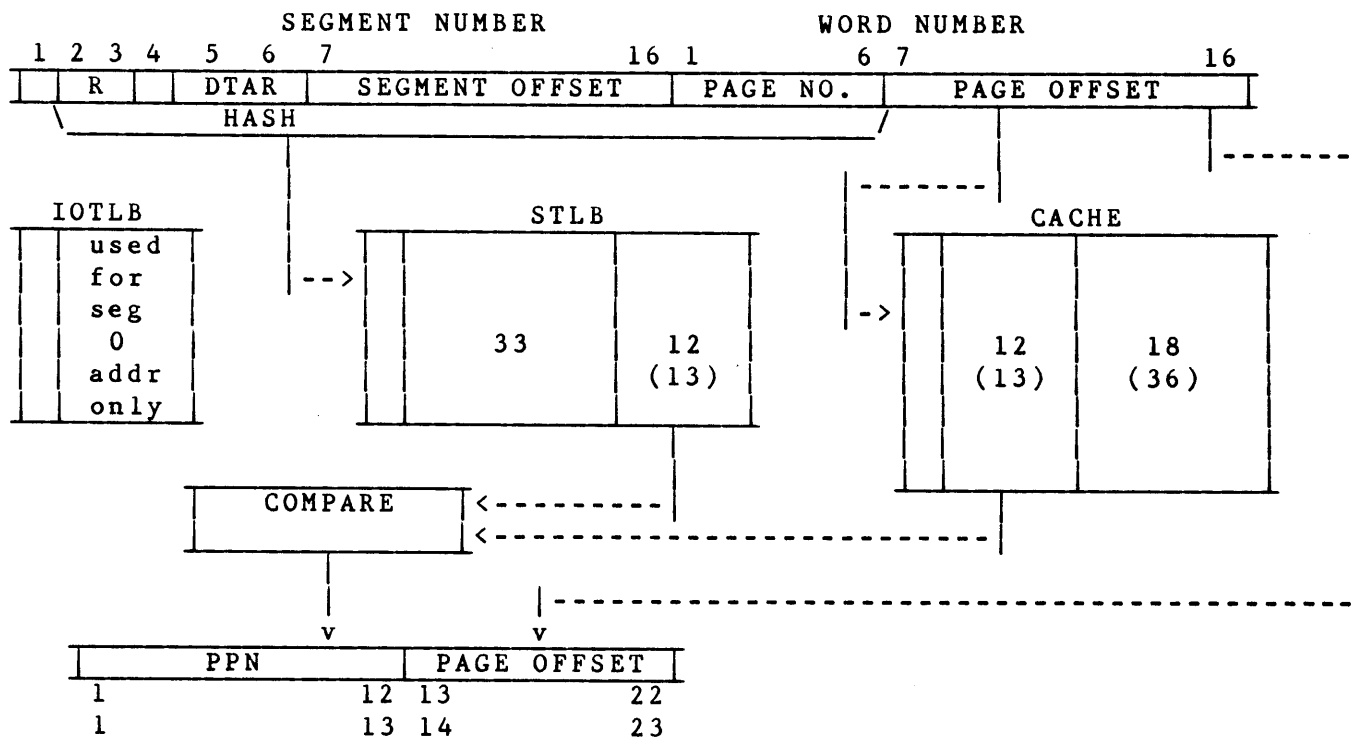 SEGMENT NUMBER WORD NUMBER
1 2 3 4 5 6 7 16 1 6 7 16
R DTAR SEGMENT OFFSET PAGE NO. PAGE OFFSET
HASH
IOTLB STLB CACHE
used
for
seg
0
addr
only
33 12 12 18
(13) (13) (36)
COMPARE
v v
PPN PAGE OFFSET
1 12 13 22
1 13 14 23